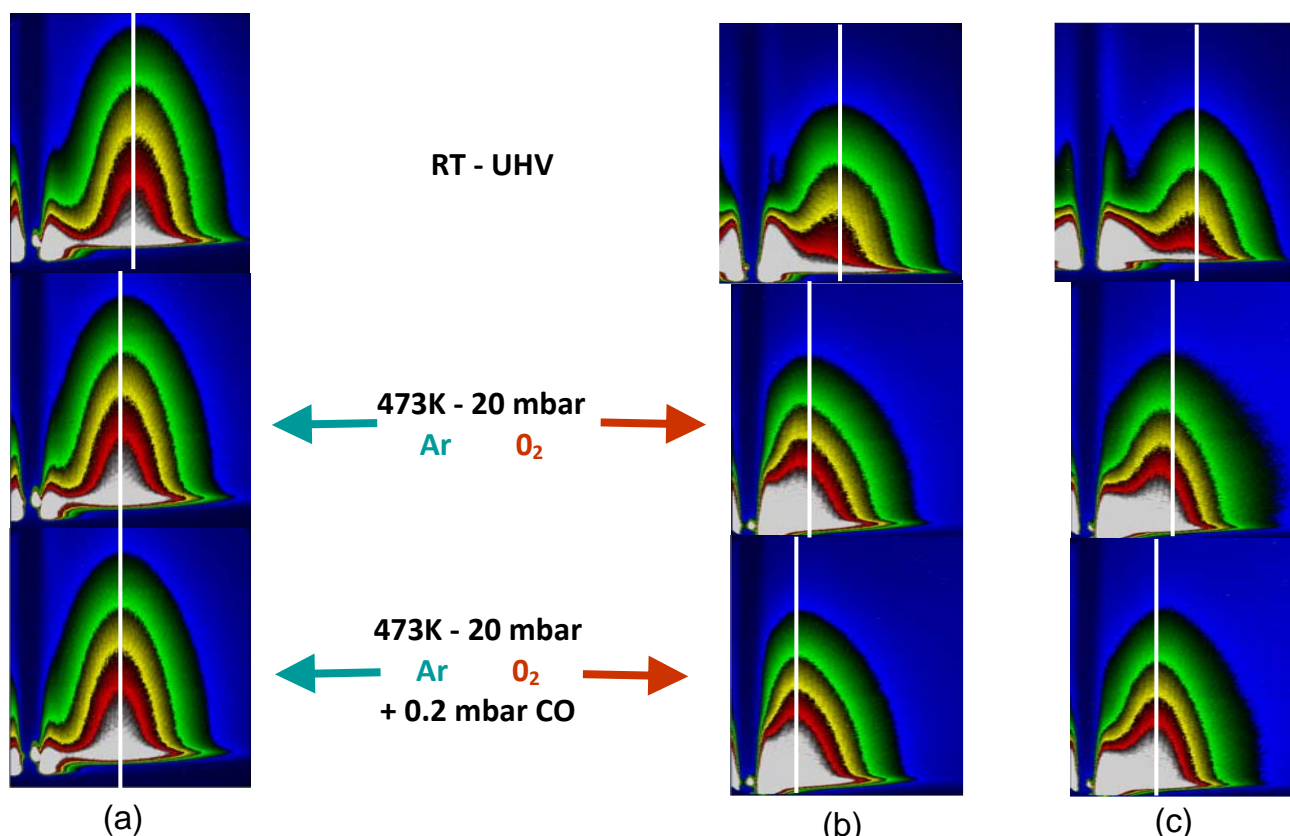 RT - UHV
473K - 20 mbar
Ar 0₂
473K - 20 mbar
Ar 0₂
+ 0.2 mbar CO
(a)
(b)
(c)